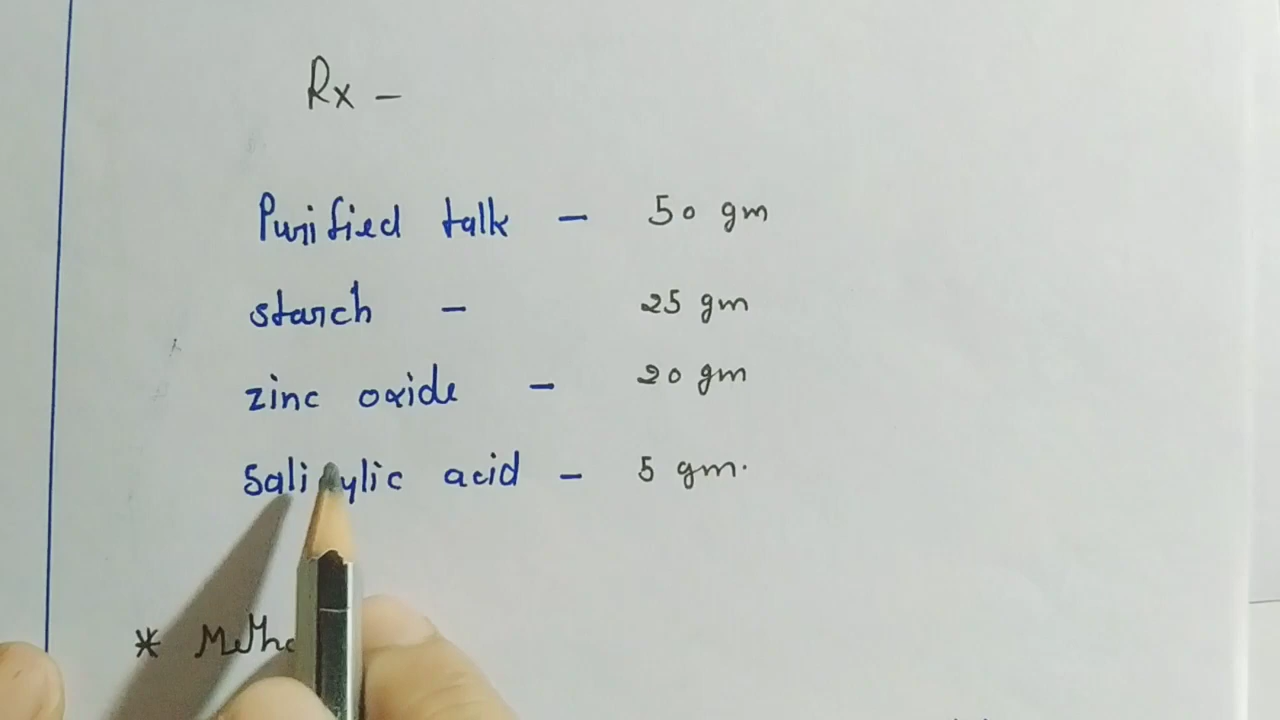 Rx -
Purified talk - 50 gm
starch - 25 gm
zinc oxide - 20 gm
Salicylic acid - 5 gm.
*